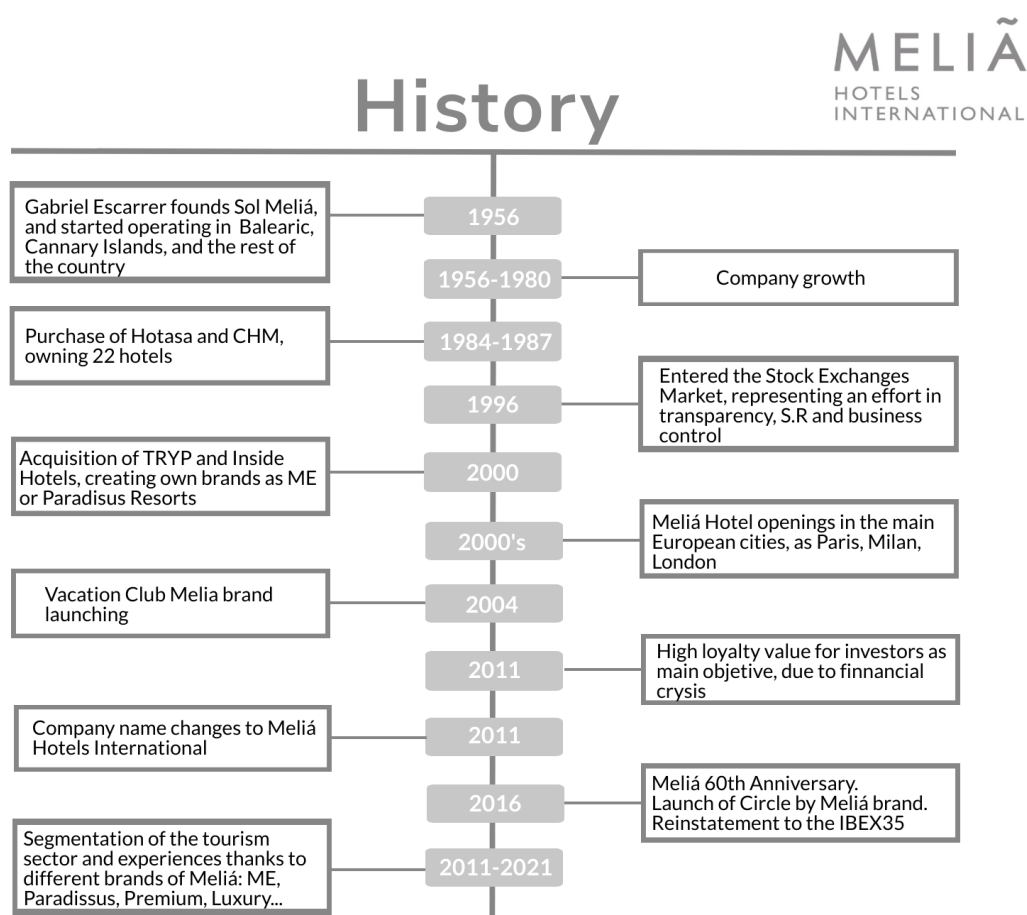 MELIÃ
HOTELS
INTERNATIONAL
History
Gabriel Escarrer founds Sol Meliá,
and started operating in Balearic,
Cannary Islands, and the rest of
the country
1956
1956-1980
Company growth
Purchase of Hotasa and CHM,
owning 22 hotels
1984-1987
Entered the Stock Exchanges
Market, representing an effort in
transparency, S.R and business
control
1996
Acquisition of TRYP and Inside
Hotels, creating own brands as ME
or Paradisus Resorts
2000
Meliá Hotel openings in the main
European cities, as Paris, Milan,
London
2000's
Vacation Club Melia brand
launching
2004
High loyalty value for investors as
main objetive, due to finnancial
crysis
2011
Company name changes to Meliá
Hotels International
2011
Meliá 60th Anniversary.
Launch of Circle by Meliá brand.
Reinstatement to the IBEX35
2016
Segmentation of the tourism
sector and experiences thanks to
different brands of Meliá: ME,
Paradissus, Premium, Luxury...
2011-2021